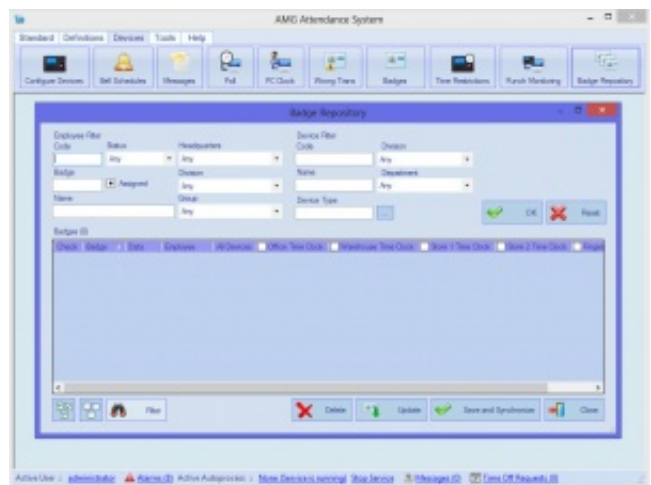 AMG Attendance System
Standard Definitions Devices Tools Help
Configure Devices Bell Schedules Messages Poll PC Clock Wrong Trans Badges Time Restrictions Punch Monitoring Badge Repository
Badge Repository
Employee Filter Device Filter
Code Status Headquarters Code Division
Any Any Any
Badge Division Name Department
Assigned Any Any
Name Group Device Type
Any ... OK Reset
Badges (0)
Check Badge Data Employee All Devices Office Time Clock Warehouse Time Clock Store 1 Time Clock Store 2 Time Clock
Filter Delete Update Save and Synchronize Close
Active User : administrator Alarms (3) Active Autoprocess : None (Service is running) Stop Service Messages (0) Time Off Requests (0)